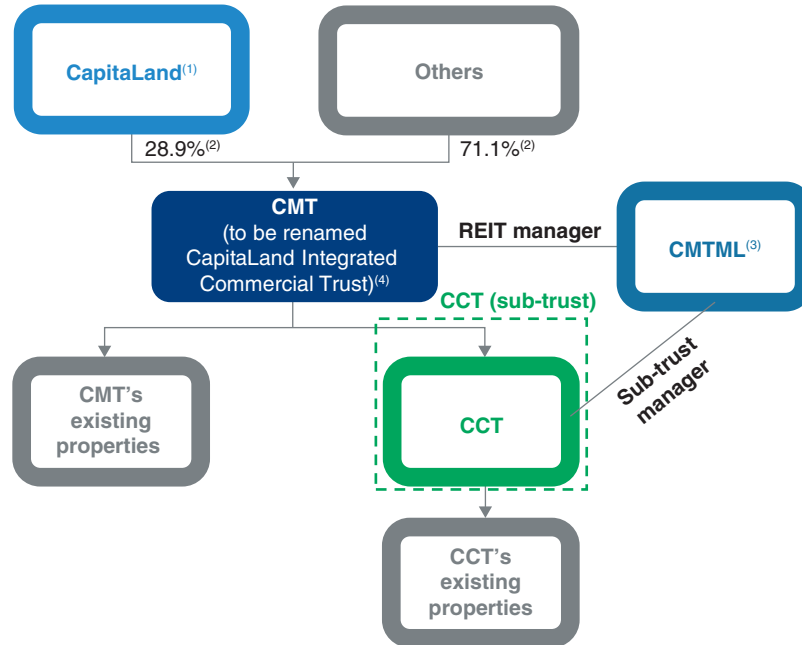 CapitaLand(1)
Others
28.9%(2)
71.1%(2)
CMT
(to be renamed
CapitaLand Integrated
Commercial Trust)(4)
REIT manager
CMTML(3)
CCT (sub-trust)
Sub-trust
manager
CMT's
existing
properties
CCT
CCT's
existing
properties